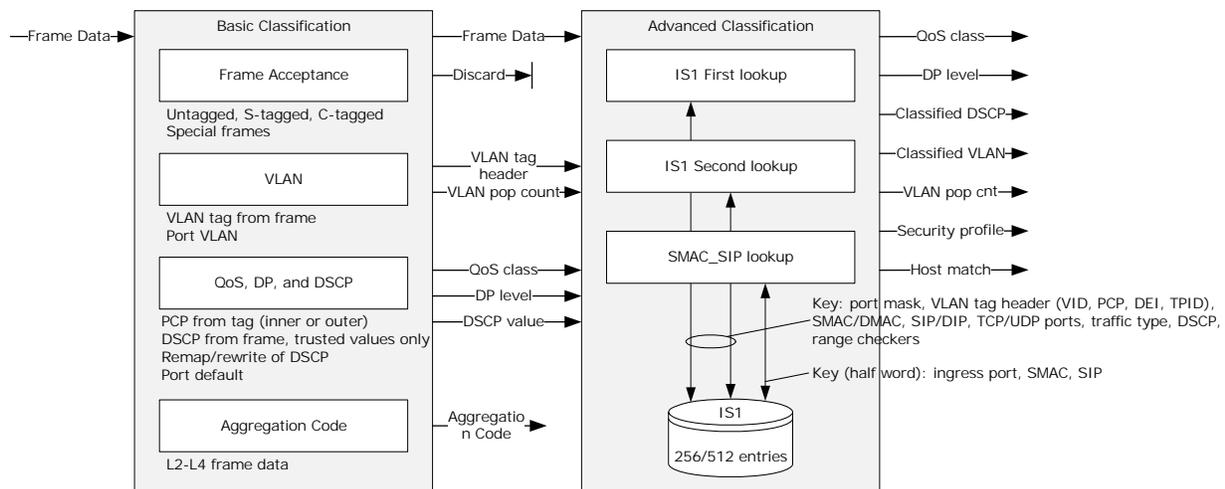 Basic Classification
Advanced Classification
Frame Data
Frame Acceptance
Untagged, S-tagged, C-tagged
Special frames
VLAN
VLAN tag from frame
Port VLAN
QoS, DP, and DSCP
PCP from tag (inner or outer)
DSCP from frame, trusted values only
Remap/rewrite of DSCP
Port default
Aggregation Code
L2-L4 frame data
Frame Data
Discard
VLAN tag
header
VLAN pop count
QoS class
DP level
DSCP value
Aggregatio
n Code
IS1 First lookup
IS1 Second lookup
SMAC_SIP lookup
IS1
256/512 entries
QoS class
DP level
Classified DSCP
Classified VLAN
VLAN pop cnt
Security profile
Host match
Key: port mask, VLAN tag header (VID, PCP, DEI, TPID),
SMAC/DMAC, SIP/DIP, TCP/UDP ports, traffic type, DSCP,
range checkers
Key (half word): ingress port, SMAC, SIP